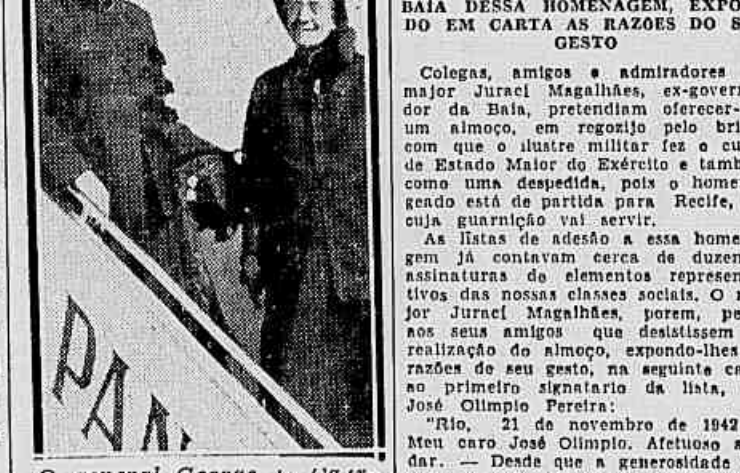 PAN
O general George
BAÍA DESSA HOMENAGEM, EXPO
DO EM CARTA AS RAZÕES DO S
GESTO
Colegas, amigos e admiradores
major Juraci Magalhães, ex-govern
dor da Baía, pretendiam oferecer-
um almoço, em regozijo pelo bri
com que o ilustre militar fez o cu
de Estado Maior do Exército e tamb
como uma despedida, pois o home
geado está de partida para Recife,
cuja guarnição vai servir.
As listas de adesão a essa home
gem já contavam cerca de duzen
assinaturas de elementos represen
tivos das nossas classes sociais. O m
jor Juraci Magalhães, porem, pe
aos seus amigos que desistissem
realização do almoço, expondo-lhes
razões do seu gesto, na seguinte ca
ao primeiro signatario da lista,
José Olimpio Pereira:
"Rio, 21 de novembro de 1942
Meu caro José Olimpio. Afetuoso s
dar. — Desde que a generosidade